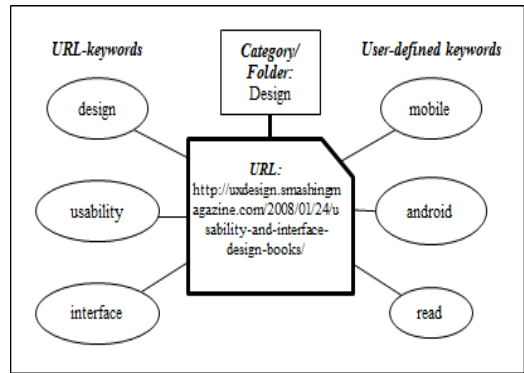 URL-keywords
design
usability
interface
Category/
Folder:
Design
URL:
http://uxdesign.smashingm
agazine.com/2008/01/24/u
sability-and-interface-
design-books/
User-defined keywords
mobile
android
read